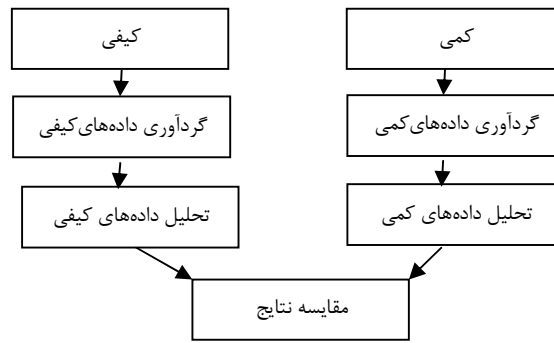 کمی
کیفی
گردآوری داده‌های کمی
گردآوری داده‌های کیفی
تحلیل داده‌های کمی
تحلیل داده‌های کیفی
مقایسه نتایج